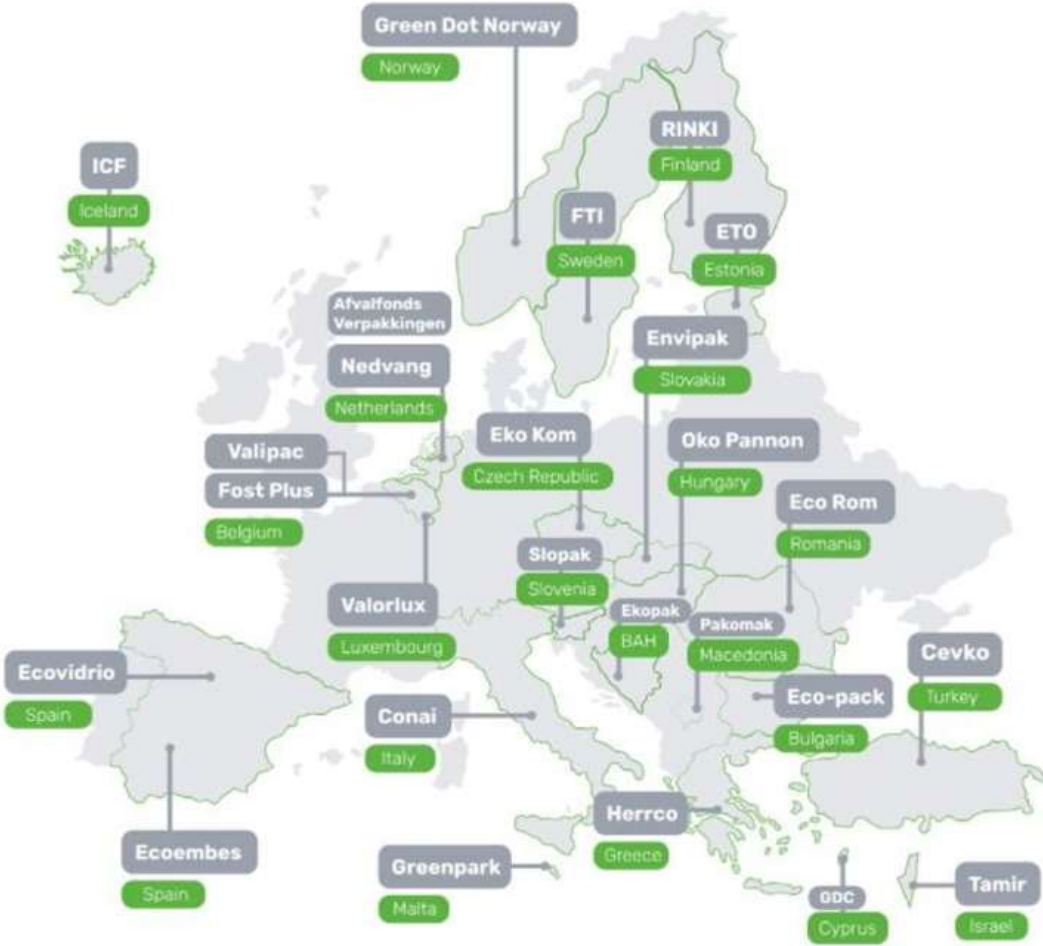 Green Dot Norway
Norway
RINKI
Finland
ICF
Iceland
FTI
Sweden
ETO
Estonia
Afvalfonds
Verpakkingen
Nedvang
Netherlands
Envipak
Slovakia
Valipac
Fost Plus
Belgium
Eko Kom
Czech Republic
Oko Pannon
Hungary
Eco Rom
Romania
Slopak
Slovenia
Valorlux
Luxembourg
Ekopak
BAH
Pakomak
Macedonia
Cevko
Turkey
Ecovidrio
Spain
Conai
Italy
Eco-pack
Bulgaria
Herrco
Greece
Ecoembes
Spain
Greenpark
Malta
GDC
Cyprus
Tamir
Israel